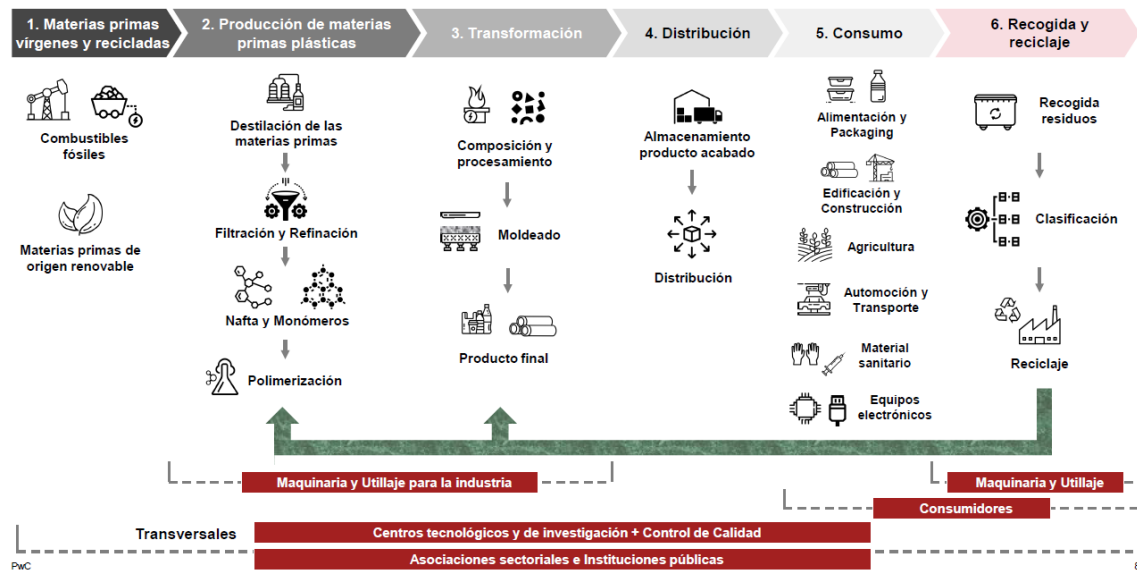 1. Materias primas
vírgenes y recicladas
2. Producción de materias
primas plásticas
3. Transformación
4. Distribución
5. Consumo
6. Recogida y
reciclaje
Combustibles
fósiles
Materias primas de
origen renovable
Destilación de las
materias primas
Filtración y Refinación
Nafta y Monómeros
Polimerización
Composición y
procesamiento
Moldeado
Producto final
Almacenamiento
producto acabado
Distribución
Alimentación y
Packaging
Edificación y
Construcción
Agricultura
Automoción y
Transporte
Material
sanitario
Equipos
electrónicos
Recogida
residuos
Clasificación
Reciclaje
Maquinaria y Utillaje para la industria
Maquinaria y Utillaje
Consumidores
Transversales
Centros tecnológicos y de investigación + Control de Calidad
Asociaciones sectoriales e Instituciones públicas
PwC